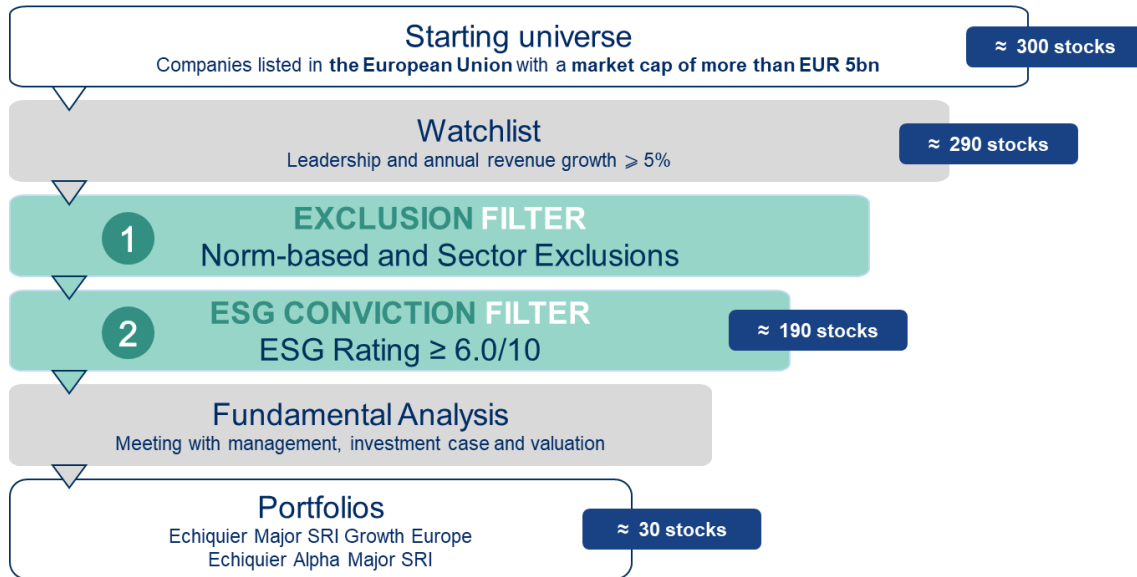 Starting universe
Companies listed in the European Union with a market cap of more than EUR 5bn
≈ 300 stocks
Watchlist
Leadership and annual revenue growth ⩾ 5%
≈ 290 stocks
1
EXCLUSION FILTER
Norm-based and Sector Exclusions
2
ESG CONVICTION FILTER
ESG Rating ≥ 6.0/10
≈ 190 stocks
Fundamental Analysis
Meeting with management, investment case and valuation
Portfolios
Echiquier Major SRI Growth Europe
Echiquier Alpha Major SRI
≈ 30 stocks